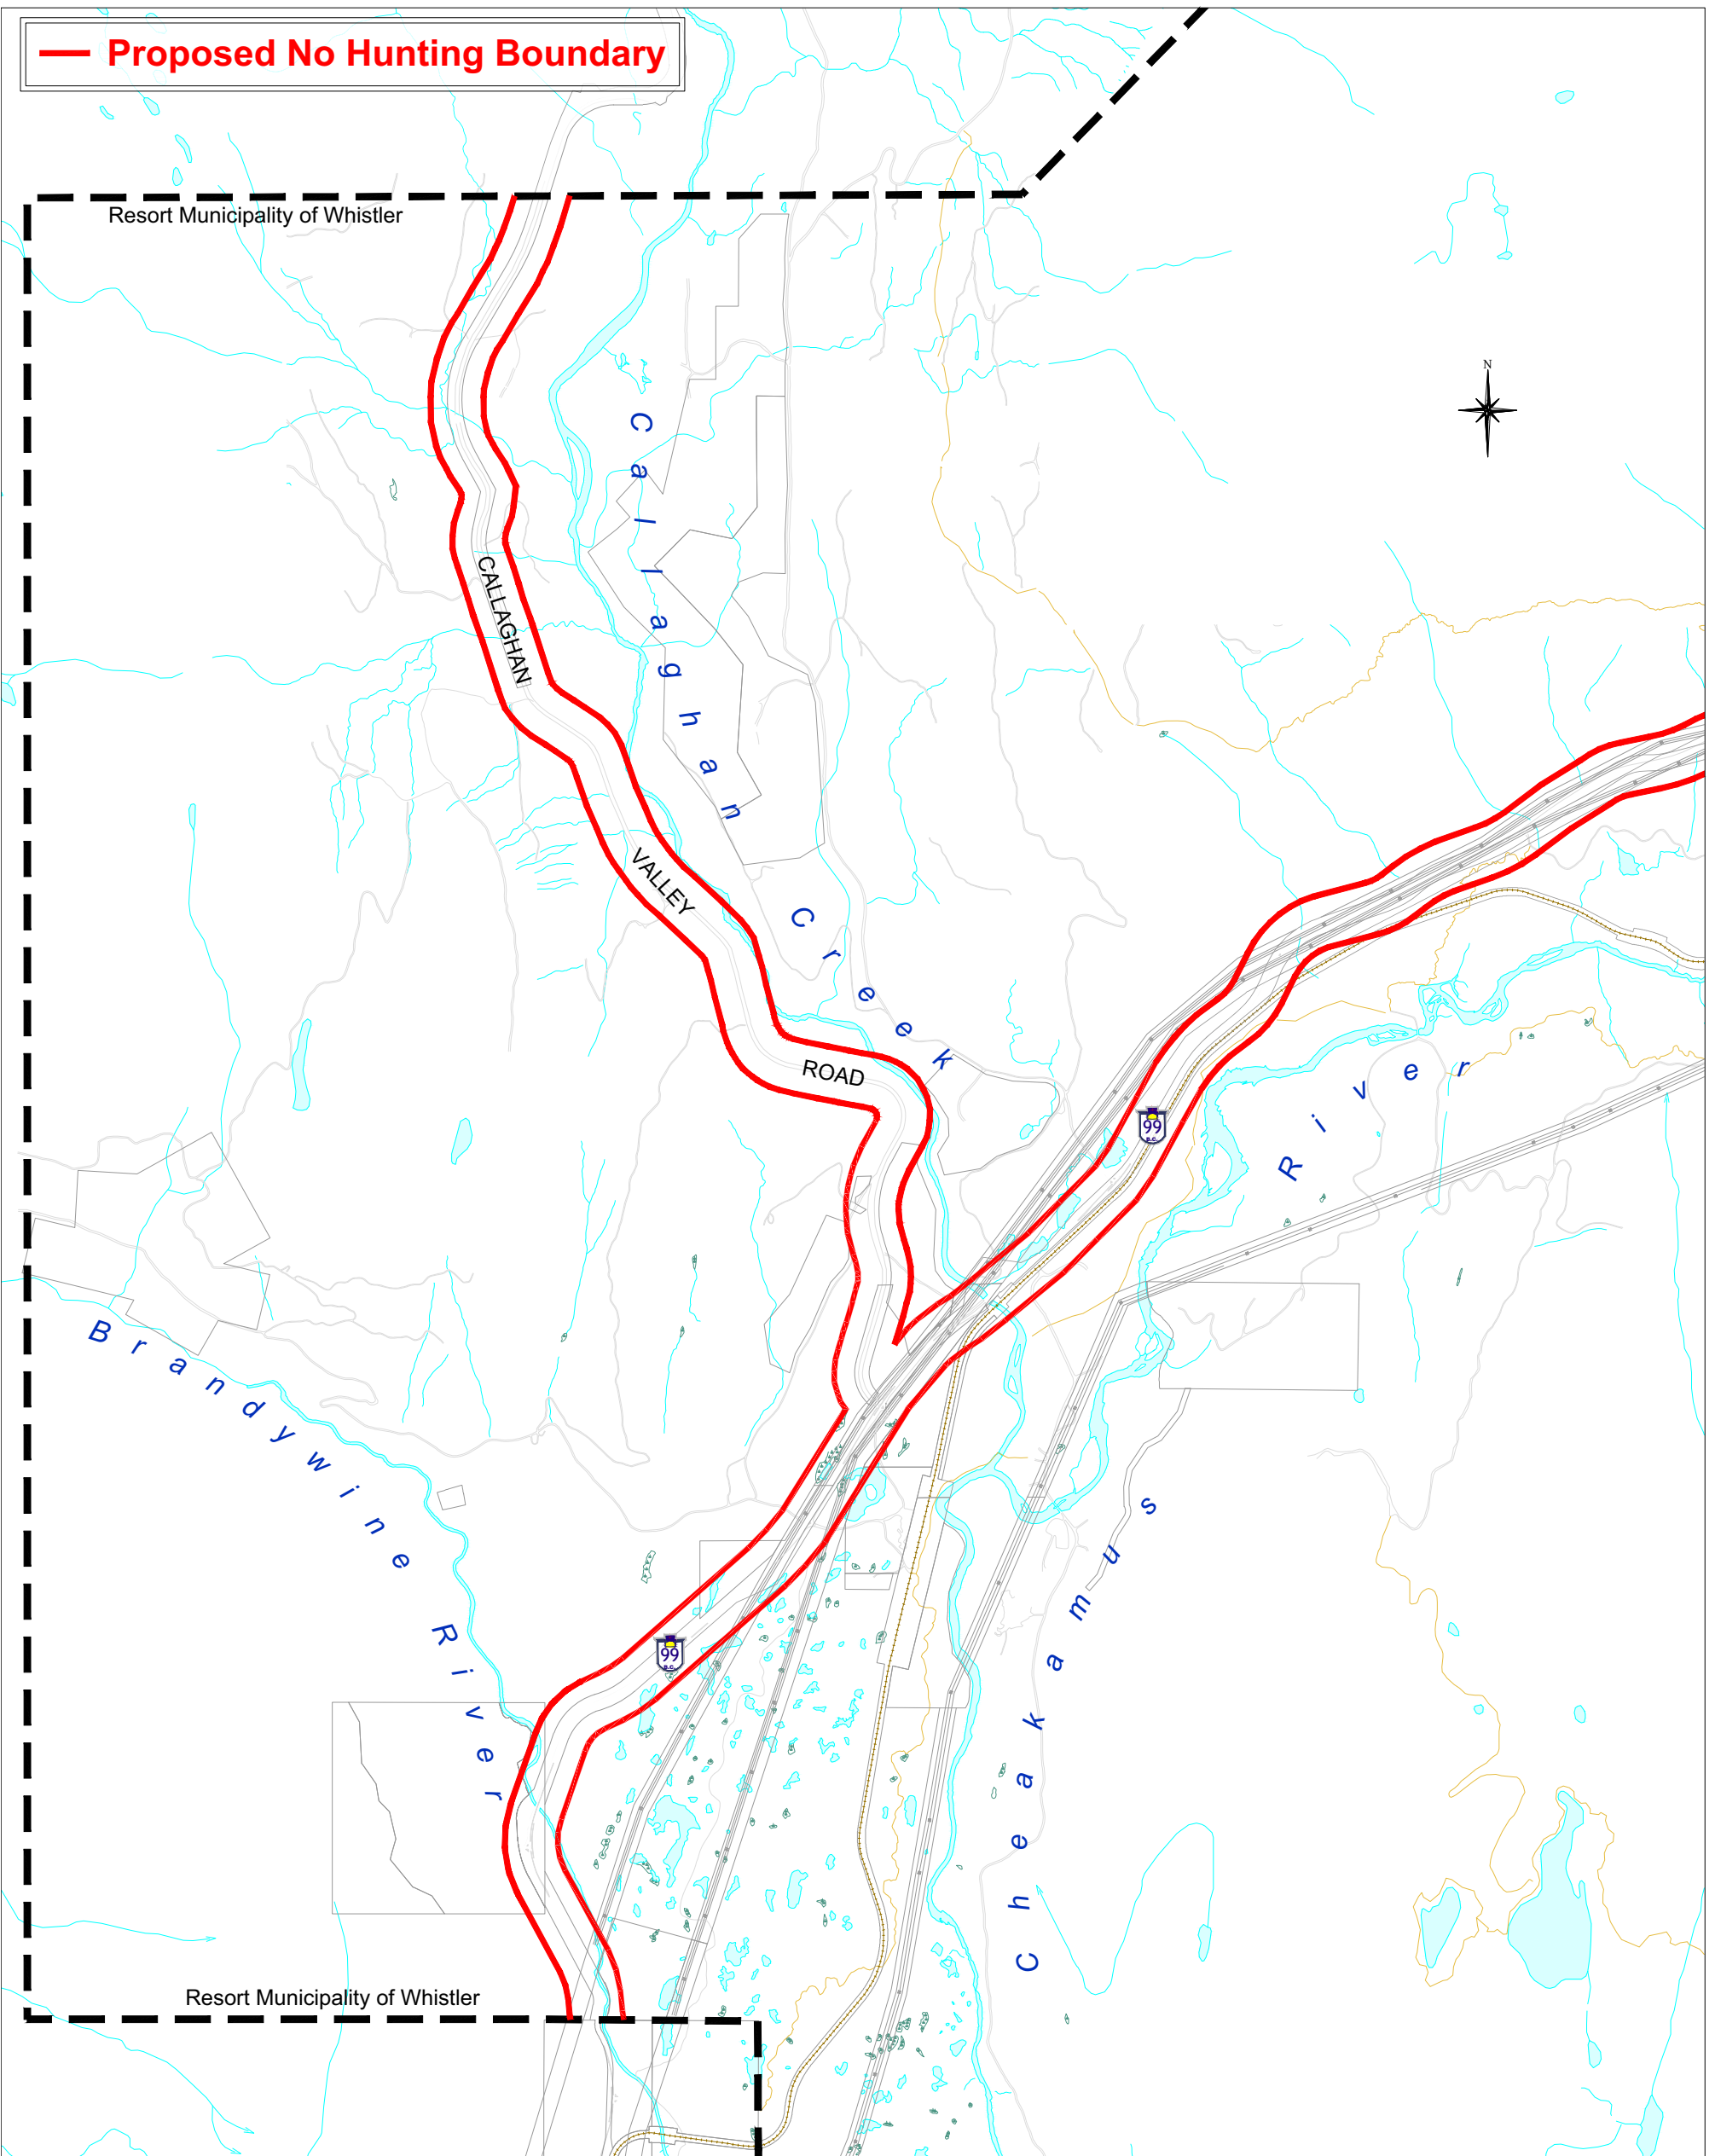 Proposed No Hunting Boundary
Resort Municipality of Whistler
N
Callaghan Creek
CALLAGHAN VALLEY ROAD
99
B.C.
River
Brandywine River
99
B.C.
Cheakamus
Resort Municipality of Whistler